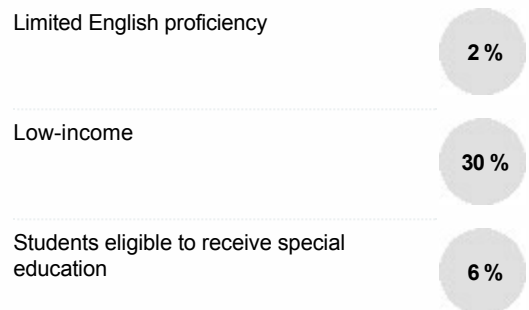 Limited English proficiency
2 %
Low-income
30 %
Students eligible to receive special
education
6 %